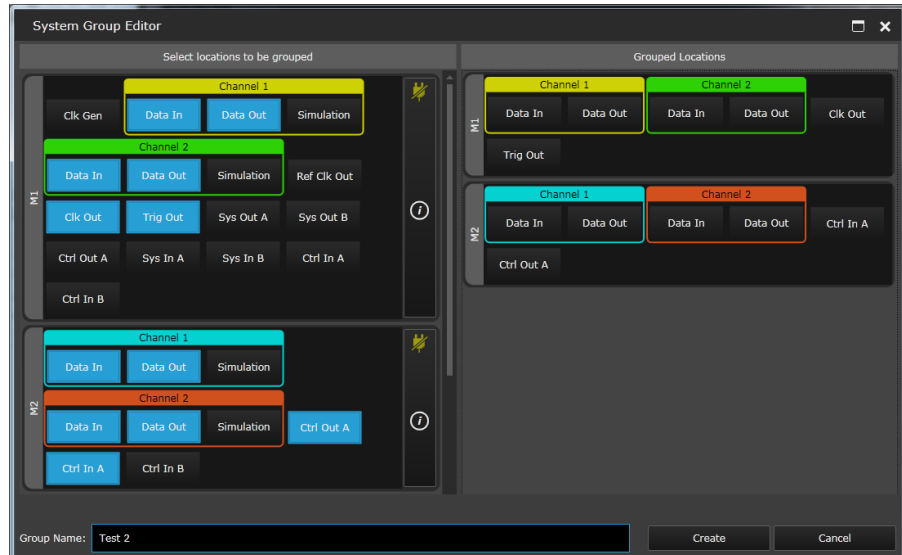 System Group Editor
Select locations to be grouped
Grouped Locations
M1
Channel 1
Clk Gen Data In Data Out Simulation
Channel 2
Data In Data Out Simulation Ref Clk Out
Clk Out Trig Out Sys Out A Sys Out B
Ctrl Out A Sys In A Sys In B Ctrl In A
Ctrl In B
M2
Channel 1
Data In Data Out Simulation
Channel 2
Data In Data Out Simulation Ctrl Out A
Ctrl In A Ctrl In B
M1
Channel 1 Channel 2
Data In Data Out Data In Data Out Clk Out
Trig Out
M2
Channel 1 Channel 2
Data In Data Out Data In Data Out Ctrl In A
Ctrl Out A
Group Name: Test 2 Create Cancel